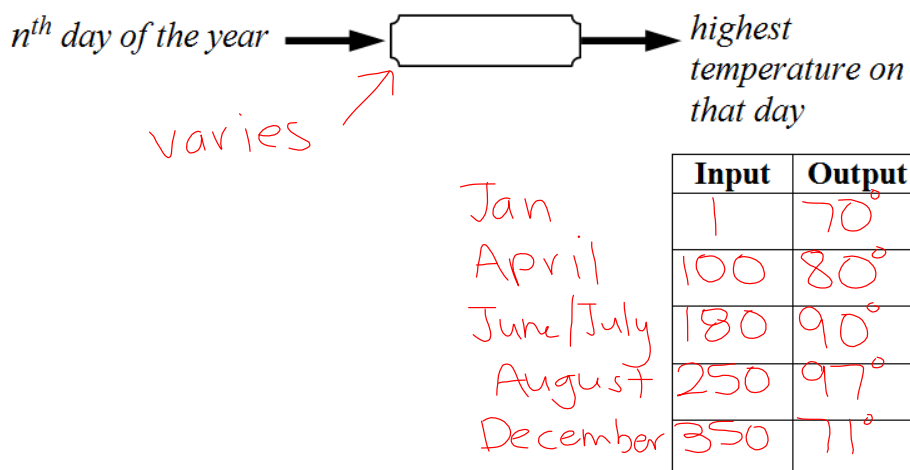 nth day of the year
highest
temperature on
that day
varies
Input Output
Jan 1 70°
April 100 80°
June/July 180 90°
August 250 97°
December 350 71°